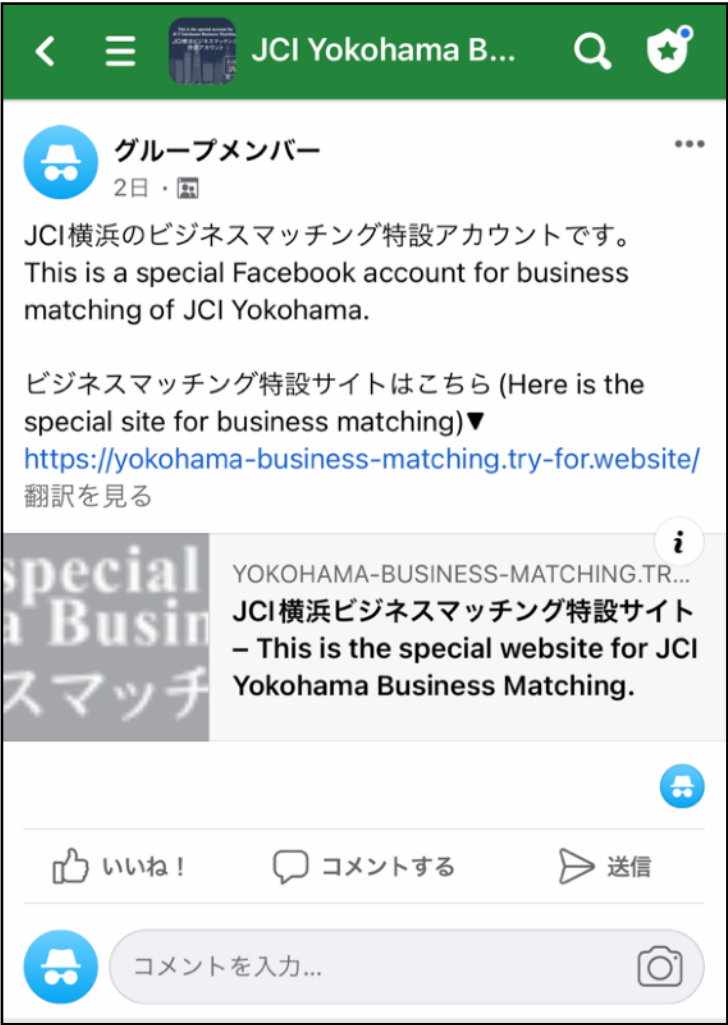 JCI Yokohama B...
グループメンバー
2日 ·
JCI横浜のビジネスマッチング特設アカウントです。
This is a special Facebook account for business
matching of JCI Yokohama.
ビジネスマッチング特設サイトはこちら (Here is the
special site for business matching)▼
https://yokohama-business-matching.try-for.website/
翻訳を見る
special
a Busin
スマッチ
YOKOHAMA-BUSINESS-MATCHING.TR...
JCI横浜ビジネスマッチング特設サイト
– This is the special website for JCI
Yokohama Business Matching.
いいね！
コメントする
送信
コメントを入力...